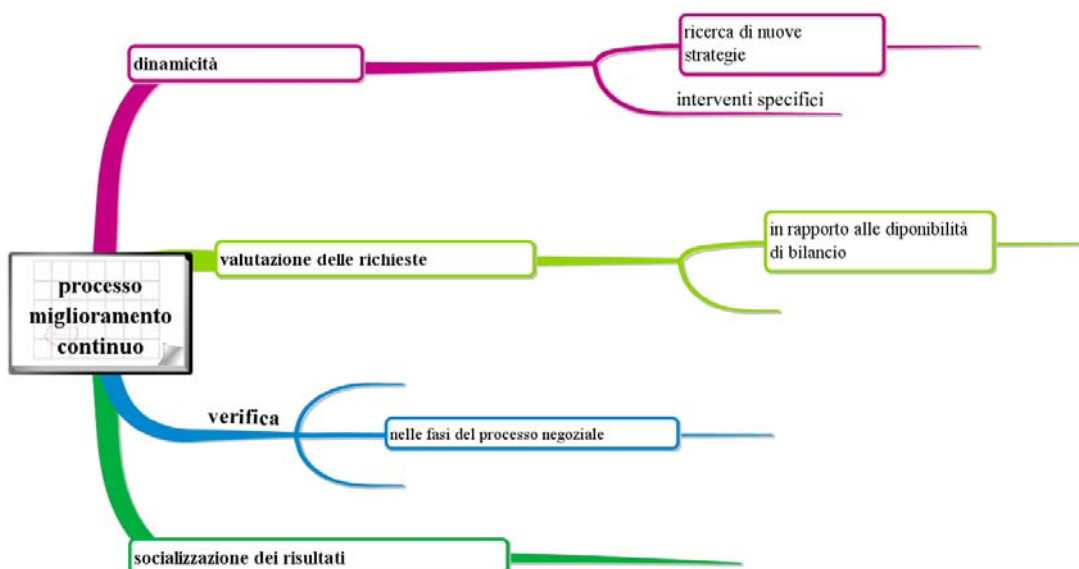 dinamicità
ricerca di nuove
strategie
interventi specifici
valutazione delle richieste
in rapporto alle diponibilità
di bilancio
processo
miglioramento
continuo
verifica
nelle fasi del processo negoziale
socializzazione dei risultati